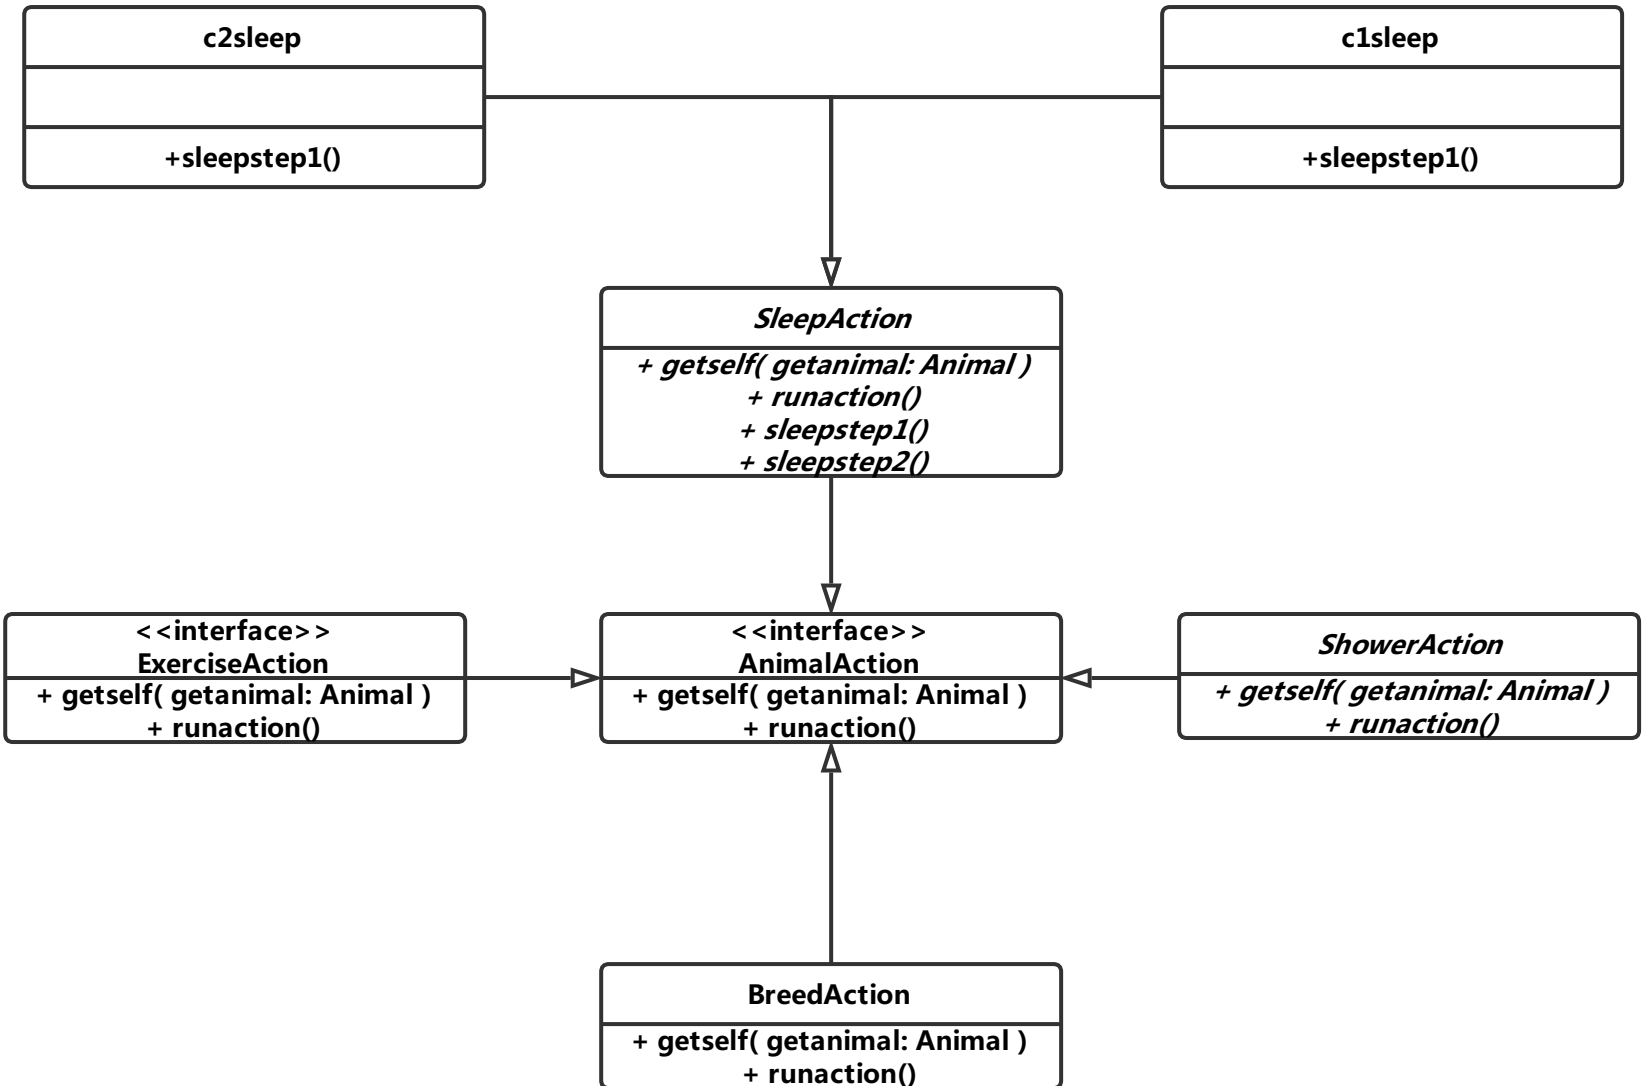 c2sleep
+sleepstep1()
c1sleep
+sleepstep1()
SleepAction
+ getself( getanimal: Animal )
+ runaction()
+ sleepstep1()
+ sleepstep2()
<<interface>>
ExerciseAction
+ getself( getanimal: Animal )
+ runaction()
<<interface>>
AnimalAction
+ getself( getanimal: Animal )
+ runaction()
ShowerAction
+ getself( getanimal: Animal )
+ runaction()
BreedAction
+ getself( getanimal: Animal )
+ runaction()